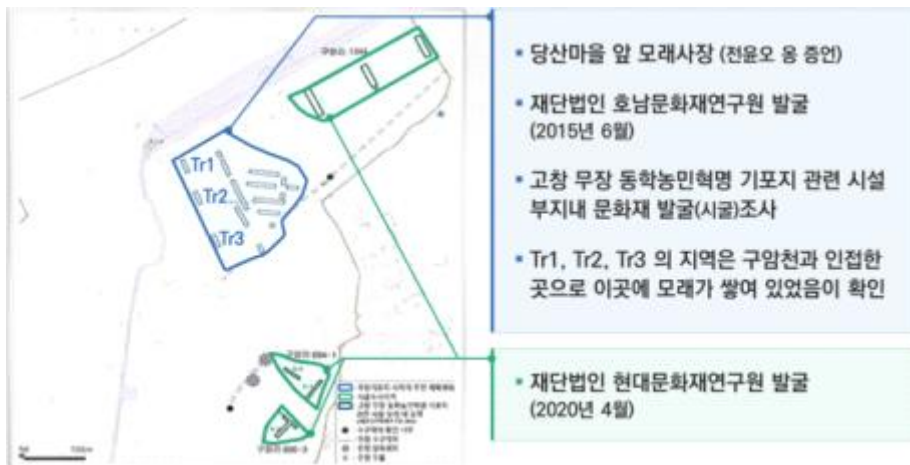 Tr1
Tr2
Tr3
▪ 당산마을 앞 모래사장 (전윤오 옹 증언)
▪ 재단법인 호남문화재연구원 발굴
(2015년 6월)
▪ 고창 무장 동학농민혁명 기포지 관련 시설
부지내 문화재 발굴(시굴)조사
▪ Tr1, Tr2, Tr3 의 지역은 구암천과 인접한
곳으로 이곳에 모래가 쌓여 있었음이 확인
▪ 재단법인 현대문화재연구원 발굴
(2020년 4월)